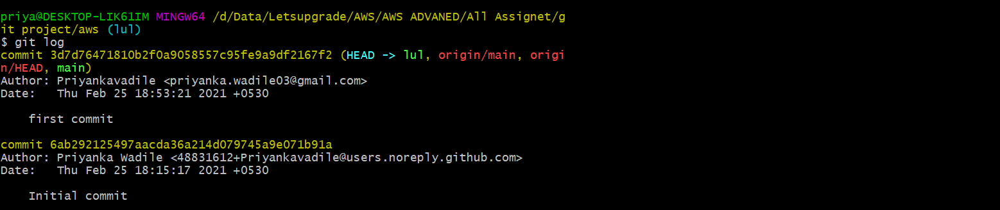 priya@DESKTOP-LIK61IM MINGW64 /d/Data/Letsupgrade/AWS/AWS ADVANED/All Assignet/g
it project/aws (lul)
$ git log
commit 3d7d76471810b2f0a9058557c95fe9a9df2167f2 (HEAD -> lul, origin/main, origi
n/HEAD, main)
Author: Priyankavadile <priyanka.wadile03@gmail.com>
Date:   Thu Feb 25 18:53:21 2021 +0530

    first commit

commit 6ab292125497aacda36a214d079745a9e071b91a
Author: Priyanka Wadile <48831612+Priyankavadile@users.noreply.github.com>
Date:   Thu Feb 25 18:15:17 2021 +0530

    Initial commit